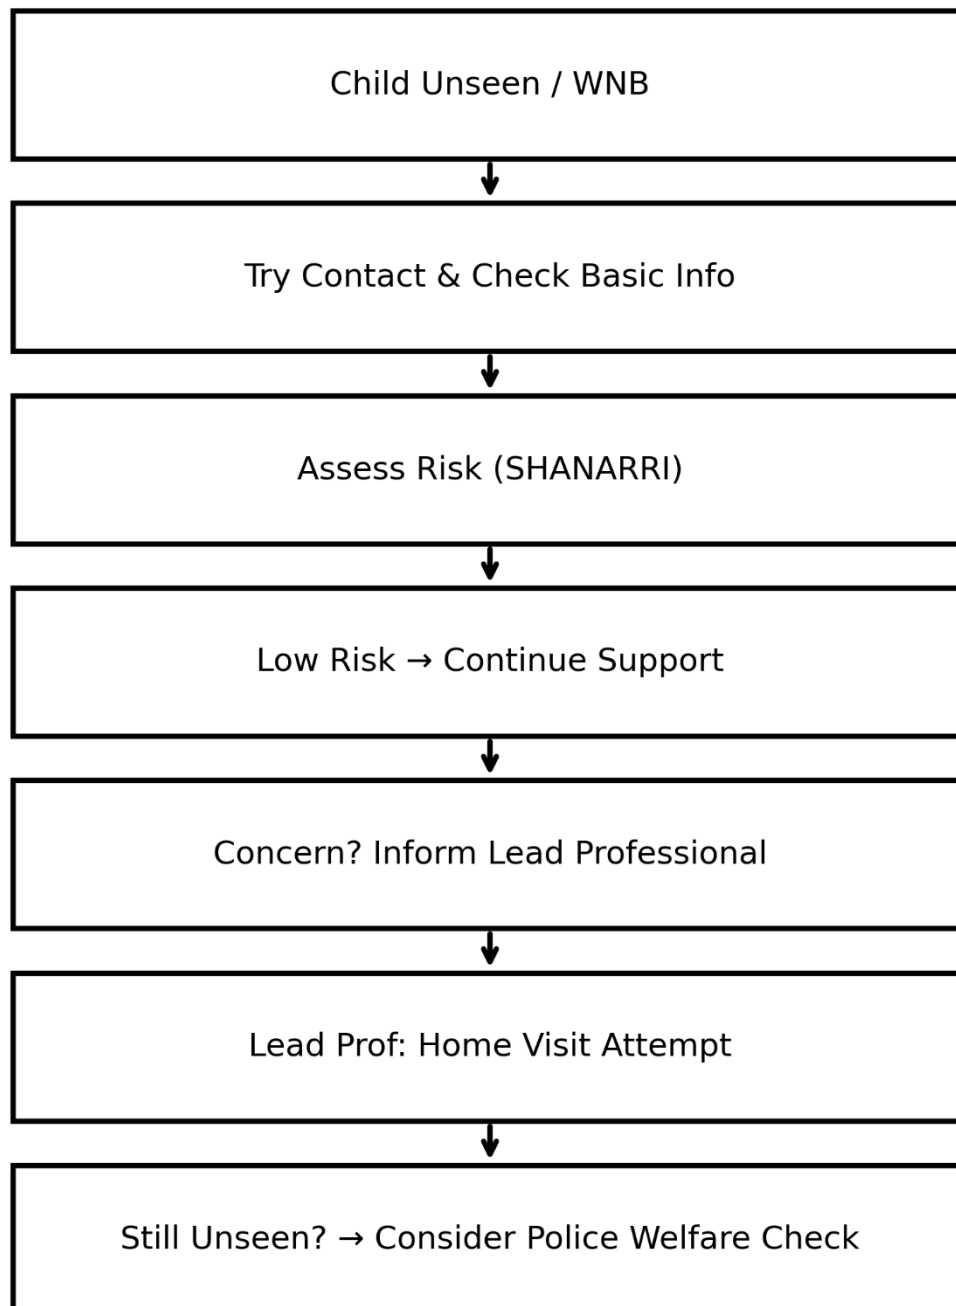 Child Unseen / WNB
Try Contact & Check Basic Info
Assess Risk (SHANARRI)
Low Risk → Continue Support
Concern? Inform Lead Professional
Lead Prof: Home Visit Attempt
Still Unseen? → Consider Police Welfare Check